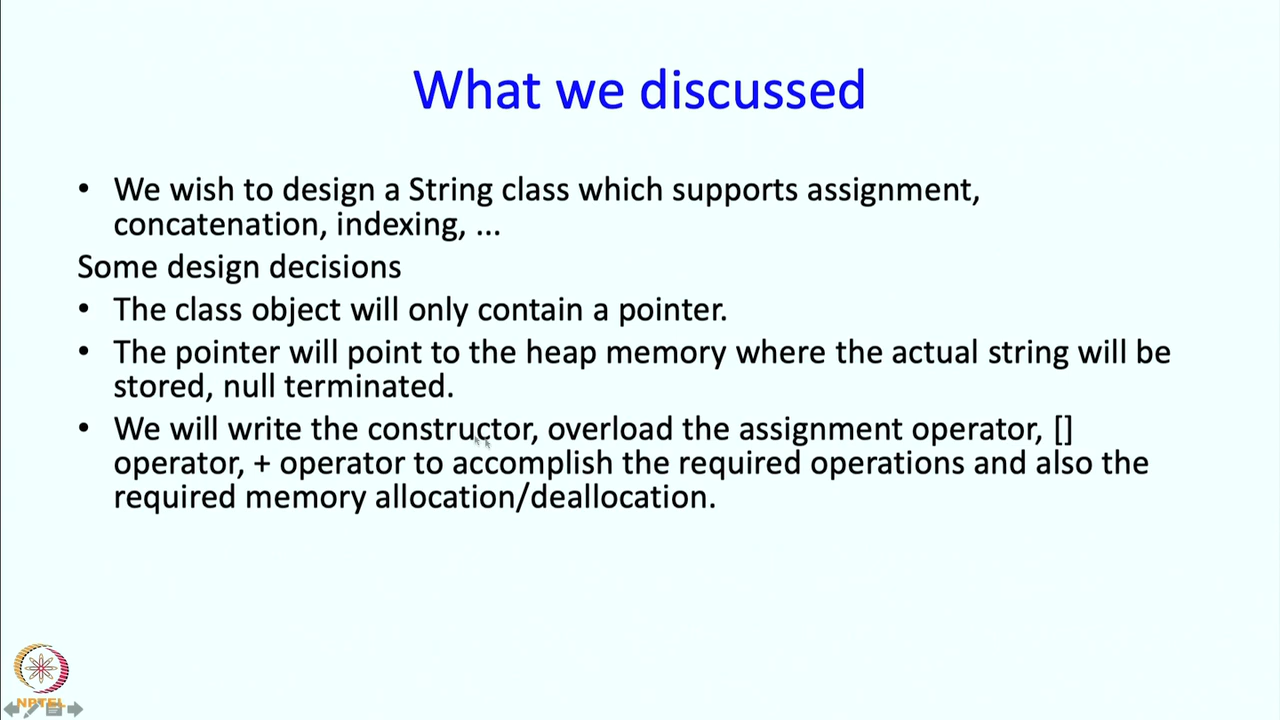 What we discussed
• We wish to design a String class which supports assignment,
concatenation, indexing, ...
Some design decisions
• The class object will only contain a pointer.
• The pointer will point to the heap memory where the actual string will be
stored, null terminated.
• We will write the constructor, overload the assignment operator, []
operator, + operator to accomplish the required operations and also the
required memory allocation/deallocation.
NPTEL